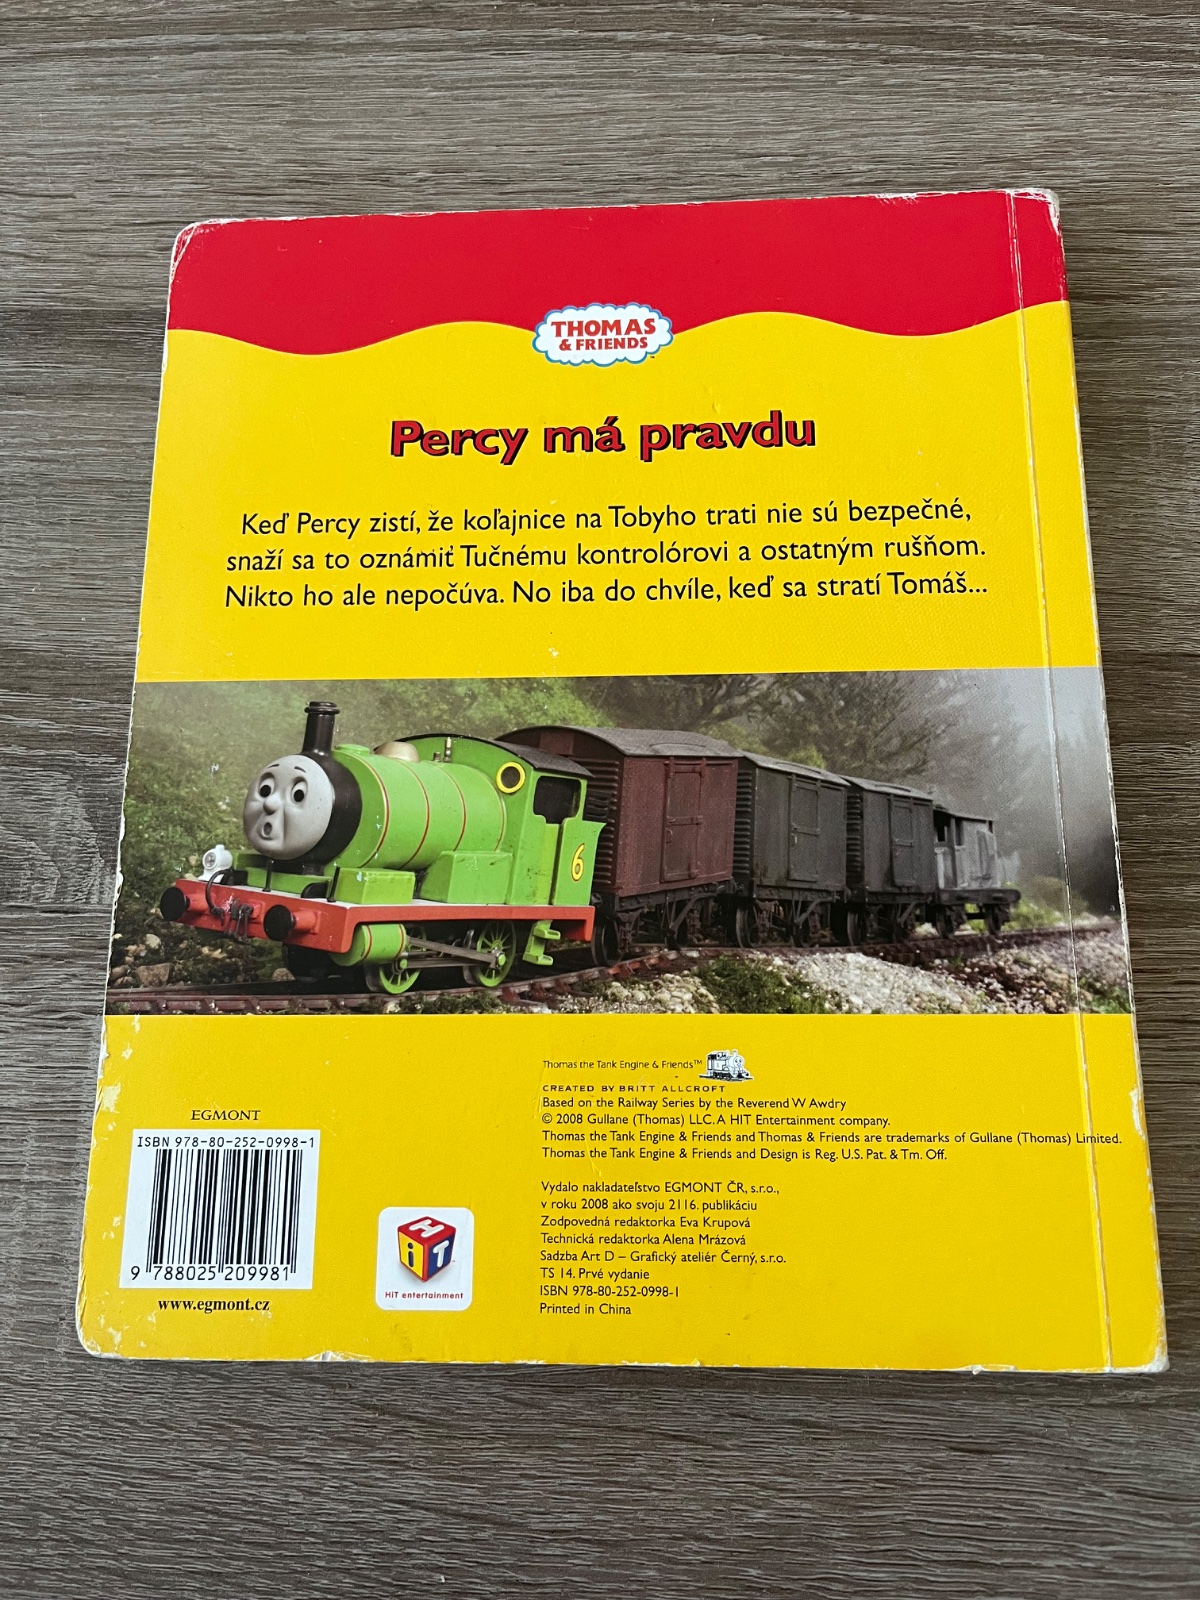 THOMAS
& FRIENDS
Percy má pravdu
Keď Percy zistí, že koľajnice na Tobyho trati nie sú bezpečné,
snaží sa to oznámiť Tučnému kontrolórovi a ostatným rušňom.
Nikto ho ale nepočúva. No iba do chvíle, keď sa stratí Tomáš...
6
Thomas the Tank Engine & Friends™
CREATED BY BRITT ALLCROFT
Based on the Railway Series by the Reverend W Awdry
© 2008 Gullane (Thomas) LLC. A HIT Entertainment company.
Thomas the Tank Engine & Friends and Thomas & Friends are trademarks of Gullane (Thomas) Limited.
Thomas the Tank Engine & Friends and Design is Reg. U.S. Pat. & Tm. Off.
Vydalo nakladateľstvo EGMONT ČR, s.r.o.,
v roku 2008 ako svoju 2116. publikáciu
Zodpovedná redaktorka Eva Krupová
Technická redaktorka Alena Mrázová
Sadzba Art D – Grafický ateliér Černý, s.r.o.
TS 14. Prvé vydanie
ISBN 978-80-252-0998-1
Printed in China
EGMONT
ISBN 978-80-252-0998-1
9 788025 209981
www.egmont.cz
HiT
HiT entertainment